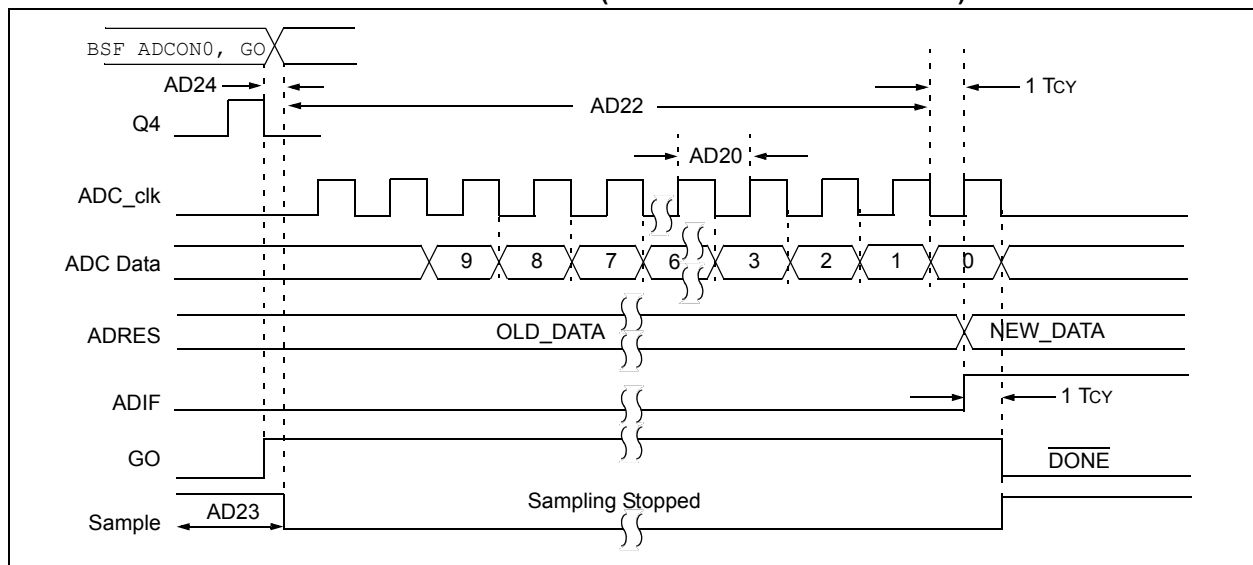 BSF ADCON0, GO
AD24
1 TCY
AD22
Q4
AD20
ADC_clk
ADC Data
9 8 7 6 3 2 1 0
ADRES
OLD_DATA
NEW_DATA
ADIF
1 TCY
GO
DONE
Sampling Stopped
AD23
Sample